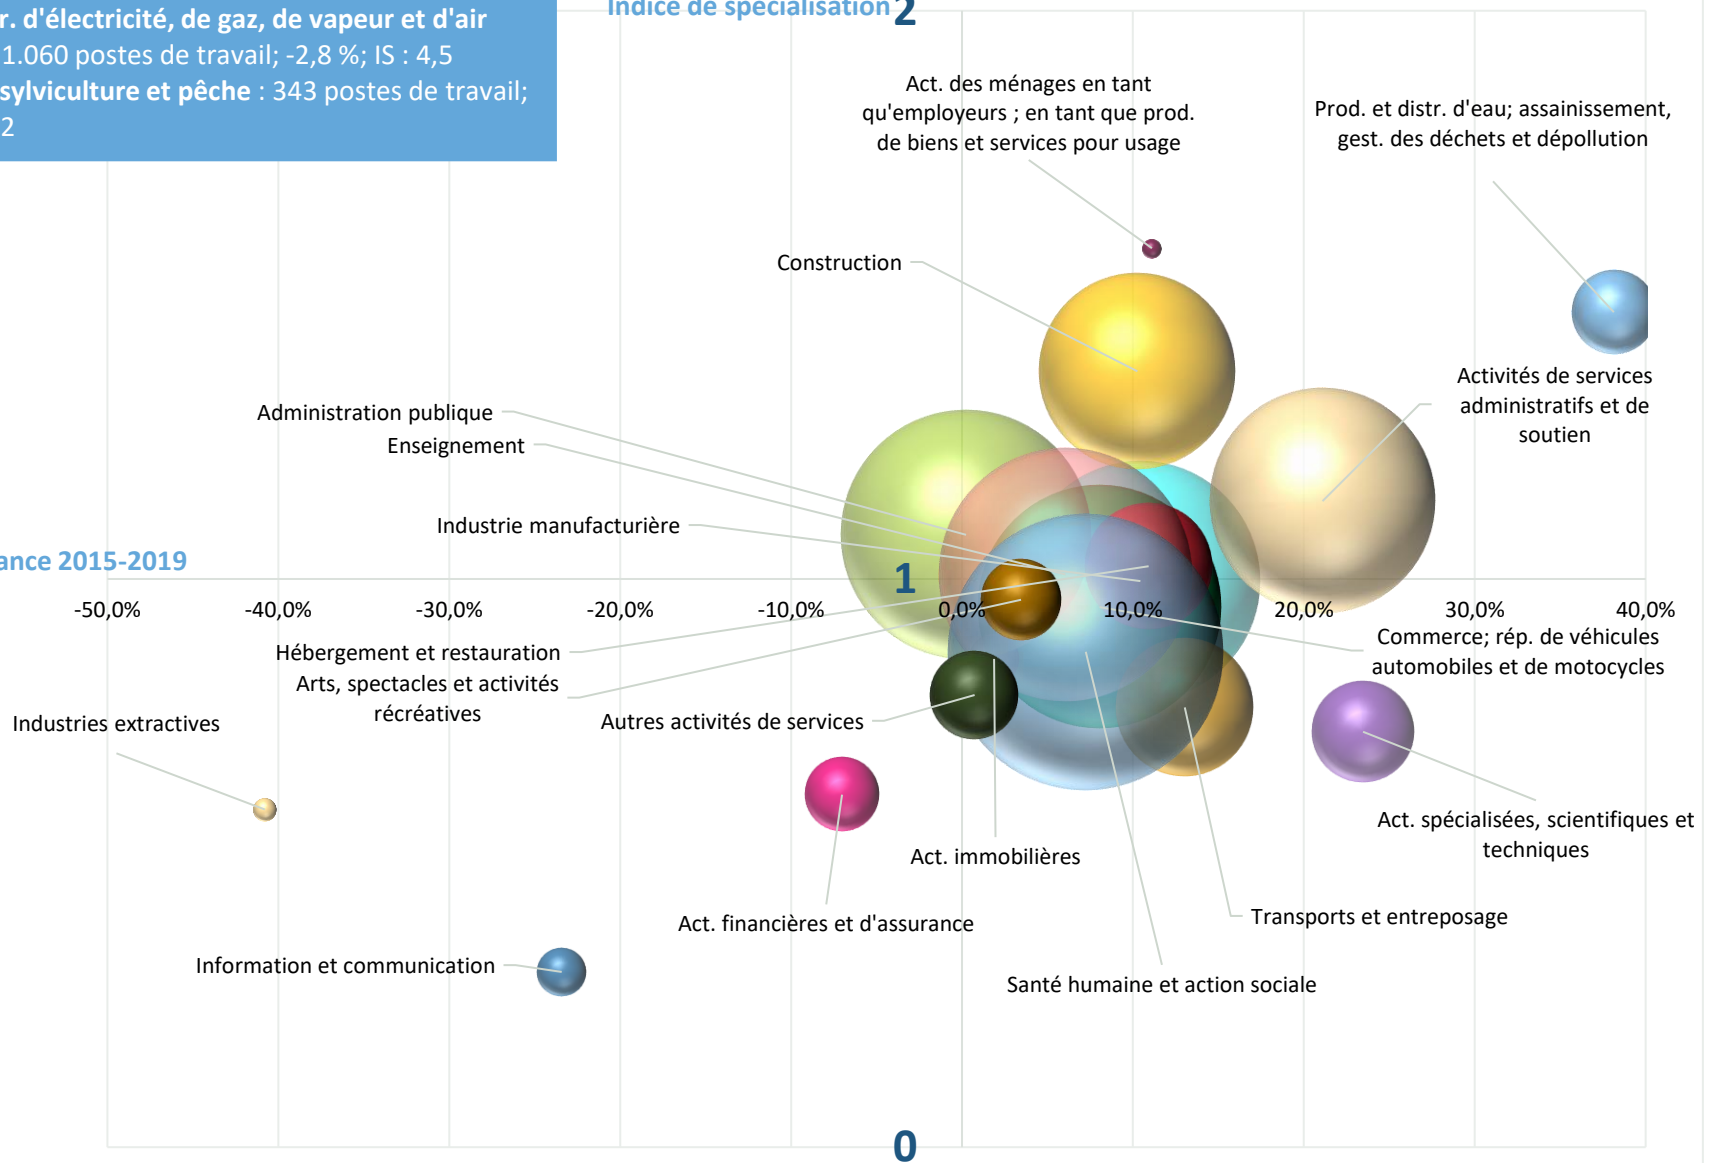 r. d'électricité, de gaz, de vapeur et d'air
1.060 postes de travail; -2,8 %; IS : 4,5
sylviculture et pêche : 343 postes de travail;
2
Indice de spécialisation
2
Act. des ménages en tant
qu'employeurs ; en tant que prod.
de biens et services pour usage
Prod. et distr. d'eau; assainissement,
gest. des déchets et dépollution
Construction
Activités de services
administratifs et de
soutien
Administration publique
Enseignement
Industrie manufacturière
ance 2015-2019
1
-50,0%
-40,0%
-30,0%
-20,0%
-10,0%
0,0%
10,0%
20,0%
30,0%
40,0%
Commerce; rép. de véhicules
automobiles et de motocycles
Hébergement et restauration
Arts, spectacles et activités
récréatives
Autres activités de services
Industries extractives
Act. spécialisées, scientifiques et
techniques
Act. immobilières
Act. financières et d'assurance
Transports et entreposage
Information et communication
Santé humaine et action sociale
0